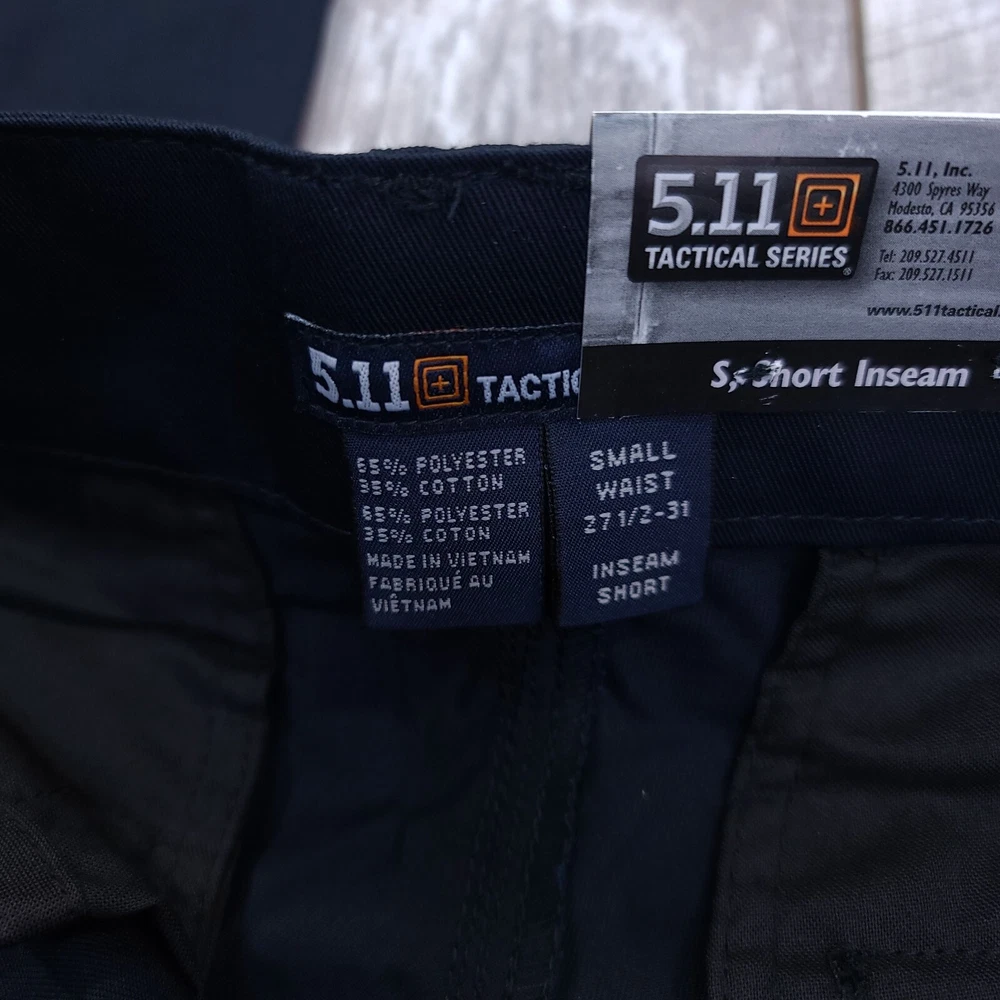 5.11
TACTICAL SERIES
5.11, Inc.
4300 Spyres Way
Modesto, CA 95356
866.451.1726
Tel: 209.527.4511
Fax: 209.527.1511
www.511tactical.
Short Inseam
5.11 TACTIC
65% POLYESTER
35% COTTON
65% POLYESTER
35% COTON
MADE IN VIETNAM
FABRIQUÉ AU
VIÊTNAM
SMALL
WAIST
27 1/2-31
INSEAM
SHORT